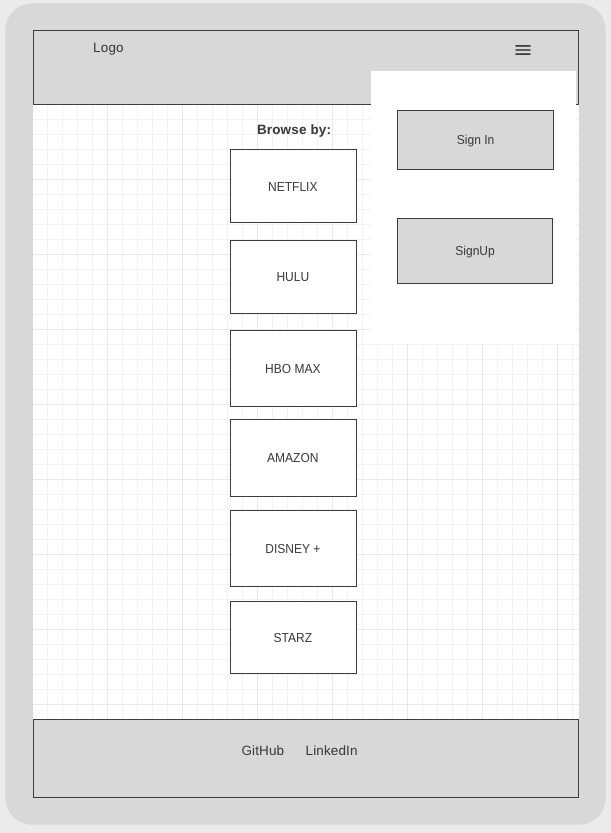 Logo
Sign In
SignUp
Browse by:
NETFLIX
HULU
HBO MAX
AMAZON
DISNEY +
STARZ
GitHub LinkedIn